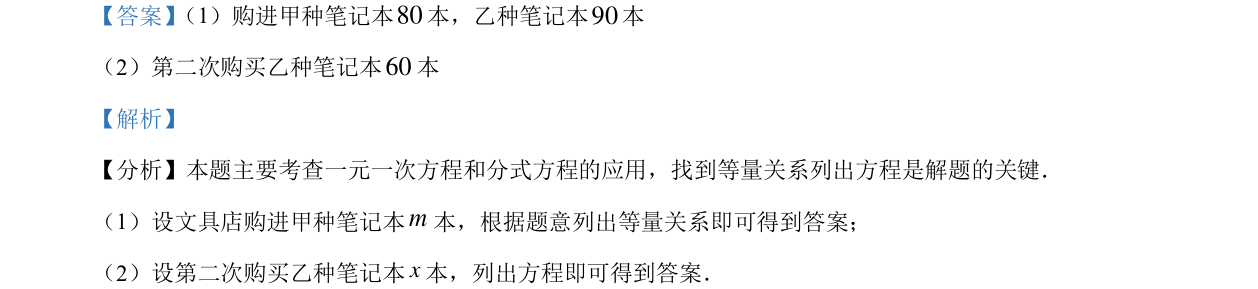 【答案】（1）购进甲种笔记本80本，乙种笔记本90本
（2）第二次购买乙种笔记本60本
【解析】
【分析】本题主要考查一元一次方程和分式方程的应用，找到等量关系列出方程是解题的关键．
（1）设文具店购进甲种笔记本m本，根据题意列出等量关系即可得到答案；
（2）设第二次购买乙种笔记本x本，列出方程即可得到答案．